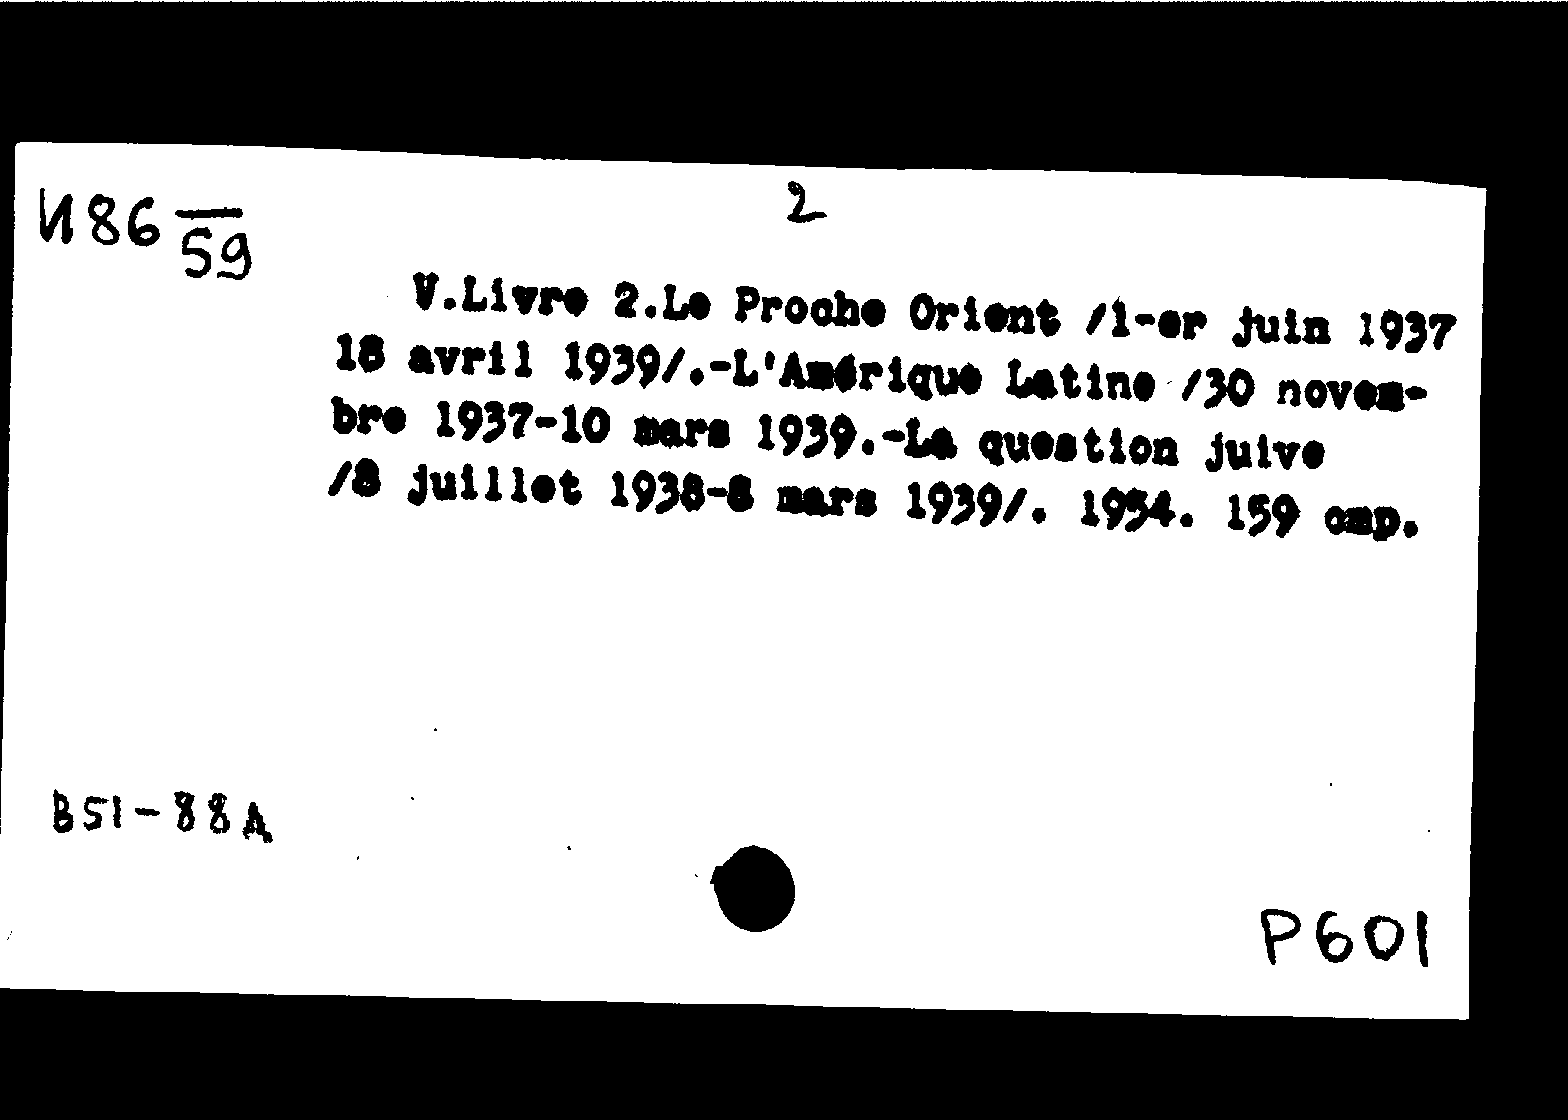 И86 59
2
V.Livre 2.Le Proche Orient /1-er juin 1937
18 avril 1939/.-L'Amérique Latine /30 novem-
bre 1937-10 mars 1939.-La question juive
/8 juillet 1938-8 mars 1939/. 1954. 159 стр.
B51-88A
P601